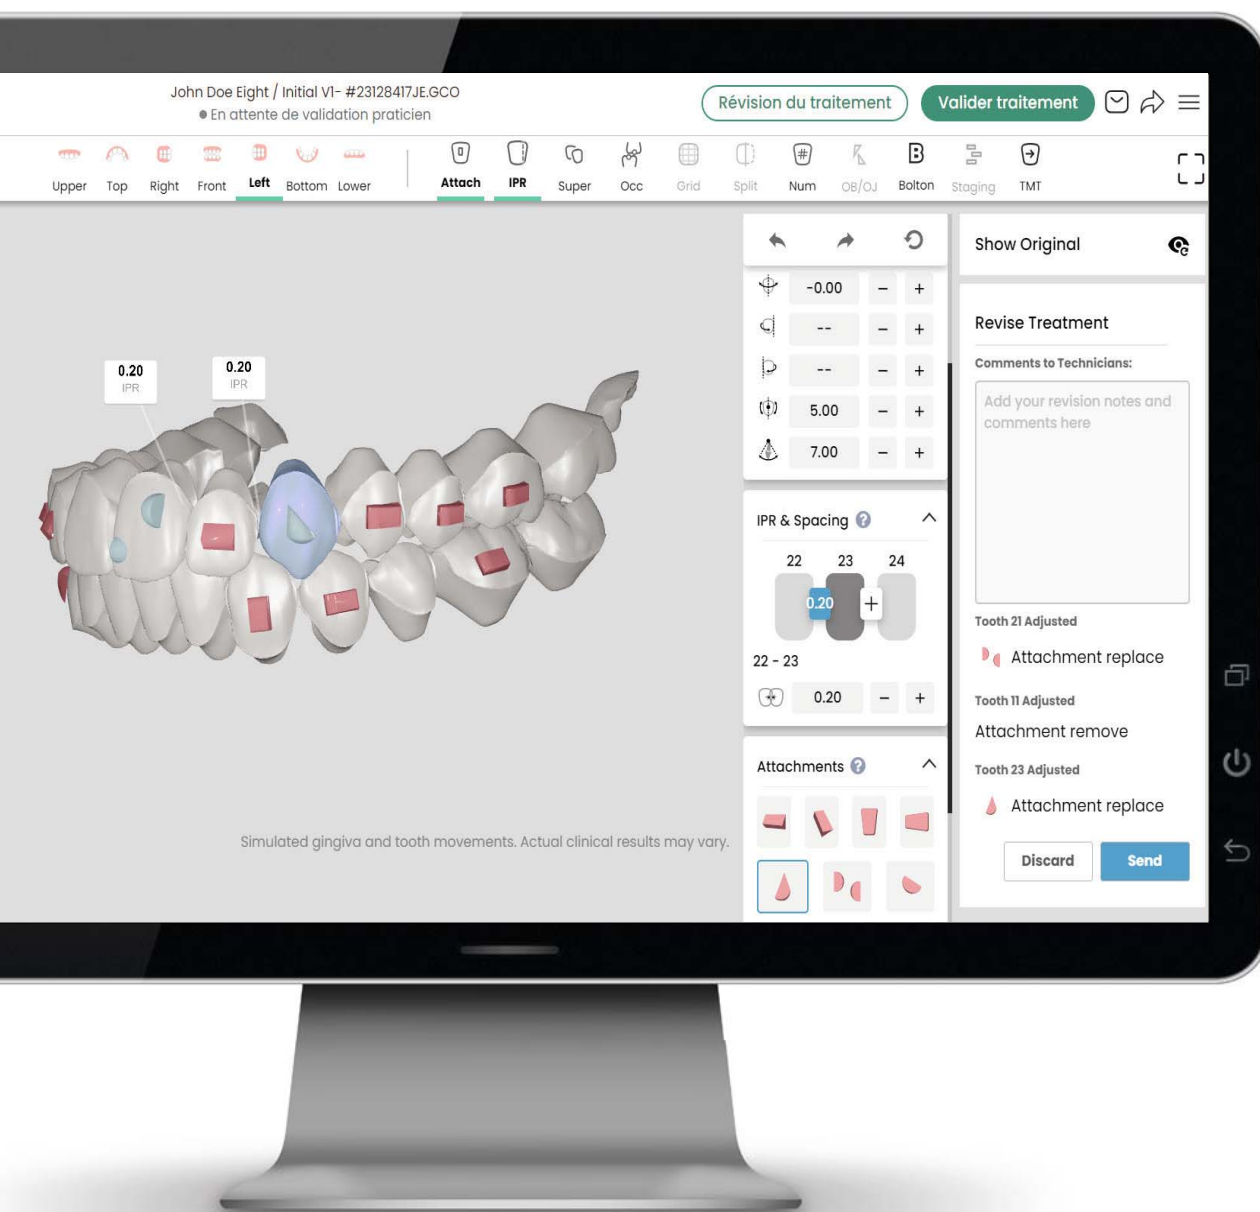 John Doe Eight / Initial V1- #23128417JE.GCO
En attente de validation praticien
Révision du traitement
Valider traitement
Upper Top Right Front Left Bottom Lower
Attach IPR Super Occ Grid Split Num OB/OJ B Bolton Staging TMT
0.20
IPR
0.20
IPR
Simulated gingiva and tooth movements. Actual clinical results may vary.
-0.00 - +
-- - +
-- - +
5.00 - +
7.00 - +
IPR & Spacing ?
22 23 24
0.20 +
22 - 23
0.20 - +
Attachments ?
Show Original
Revise Treatment
Comments to Technicians:
Add your revision notes and
comments here
Tooth 21 Adjusted
Attachment replace
Tooth 11 Adjusted
Attachment remove
Tooth 23 Adjusted
Attachment replace
Discard
Send